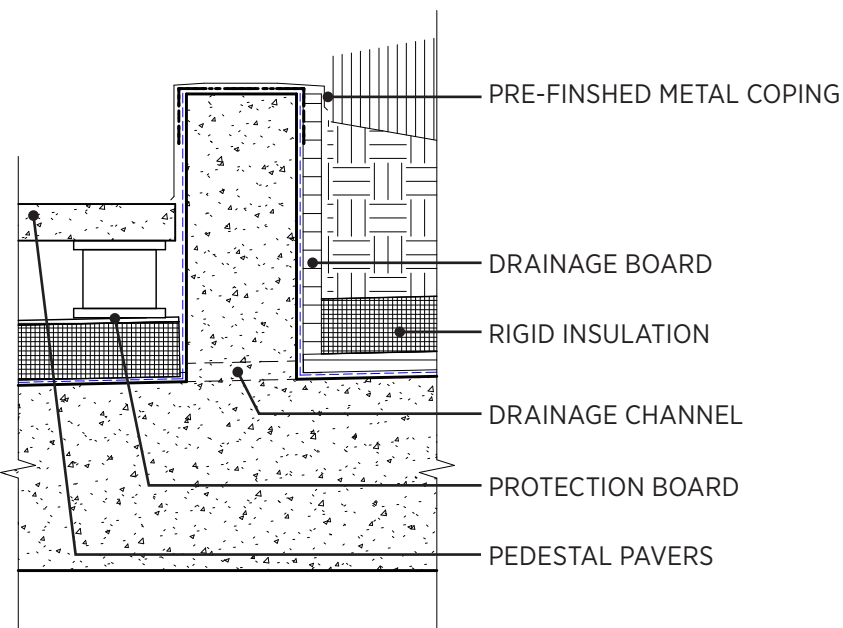 PRE-FINSHED METAL COPING
DRAINAGE BOARD
RIGID INSULATION
DRAINAGE CHANNEL
PROTECTION BOARD
PEDESTAL PAVERS